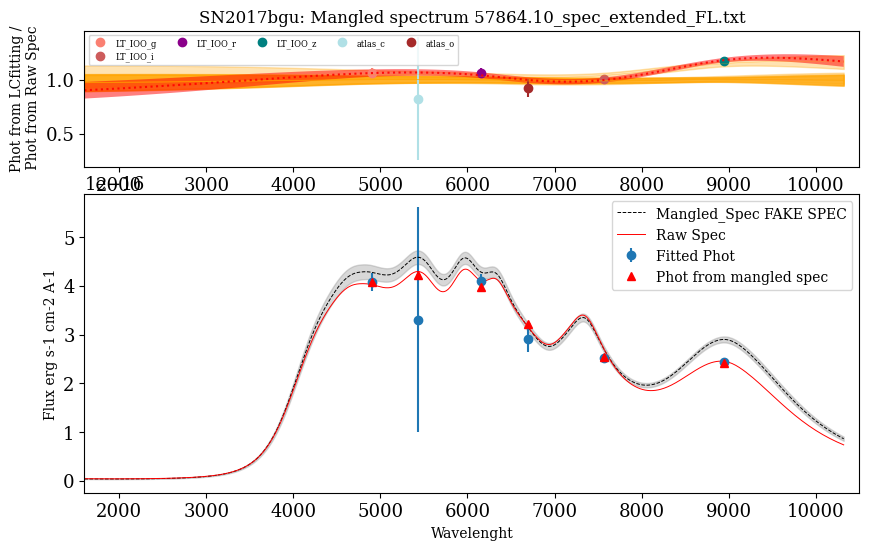 SN2017bgu: Mangled spectrum 57864.10_spec_extended_FL.txt
Phot from LCfitting /
Phot from Raw Spec
LT_IOO_g LT_IOO_r LT_IOO_z atlas_c atlas_o
LT_IOO_i
1.0
0.5
2000 3000 4000 5000 6000 7000 8000 9000 10000
1e−16
Mangled_Spec FAKE SPEC
Raw Spec
Fitted Phot
Phot from mangled spec
Flux erg s-1 cm-2 A-1
5
4
3
2
1
0
2000 3000 4000 5000 6000 7000 8000 9000 10000
Wavelenght